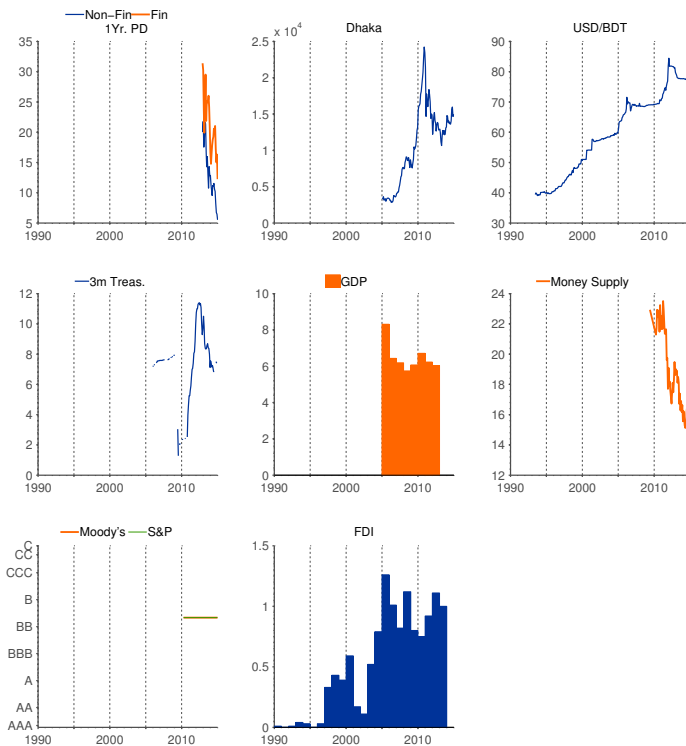 Non−Fin Fin
1Yr. PD
35
30
25
20
15
10
5
1990 2000 2010
Dhaka
x 10^4
2.5
2
1.5
1
0.5
0
1990 2000 2010
USD/BDT
90
80
70
60
50
40
30
1990 2000 2010
3m Treas.
12
10
8
6
4
2
0
1990 2000 2010
GDP
10
8
6
4
2
0
1990 2000 2010
Money Supply
24
22
20
18
16
14
12
1990 2000 2010
Moody's S&P
C
CC
CCC
B
BB
BBB
A
AA
AAA
1990 2000 2010
FDI
1.5
1
0.5
0
1990 2000 2010